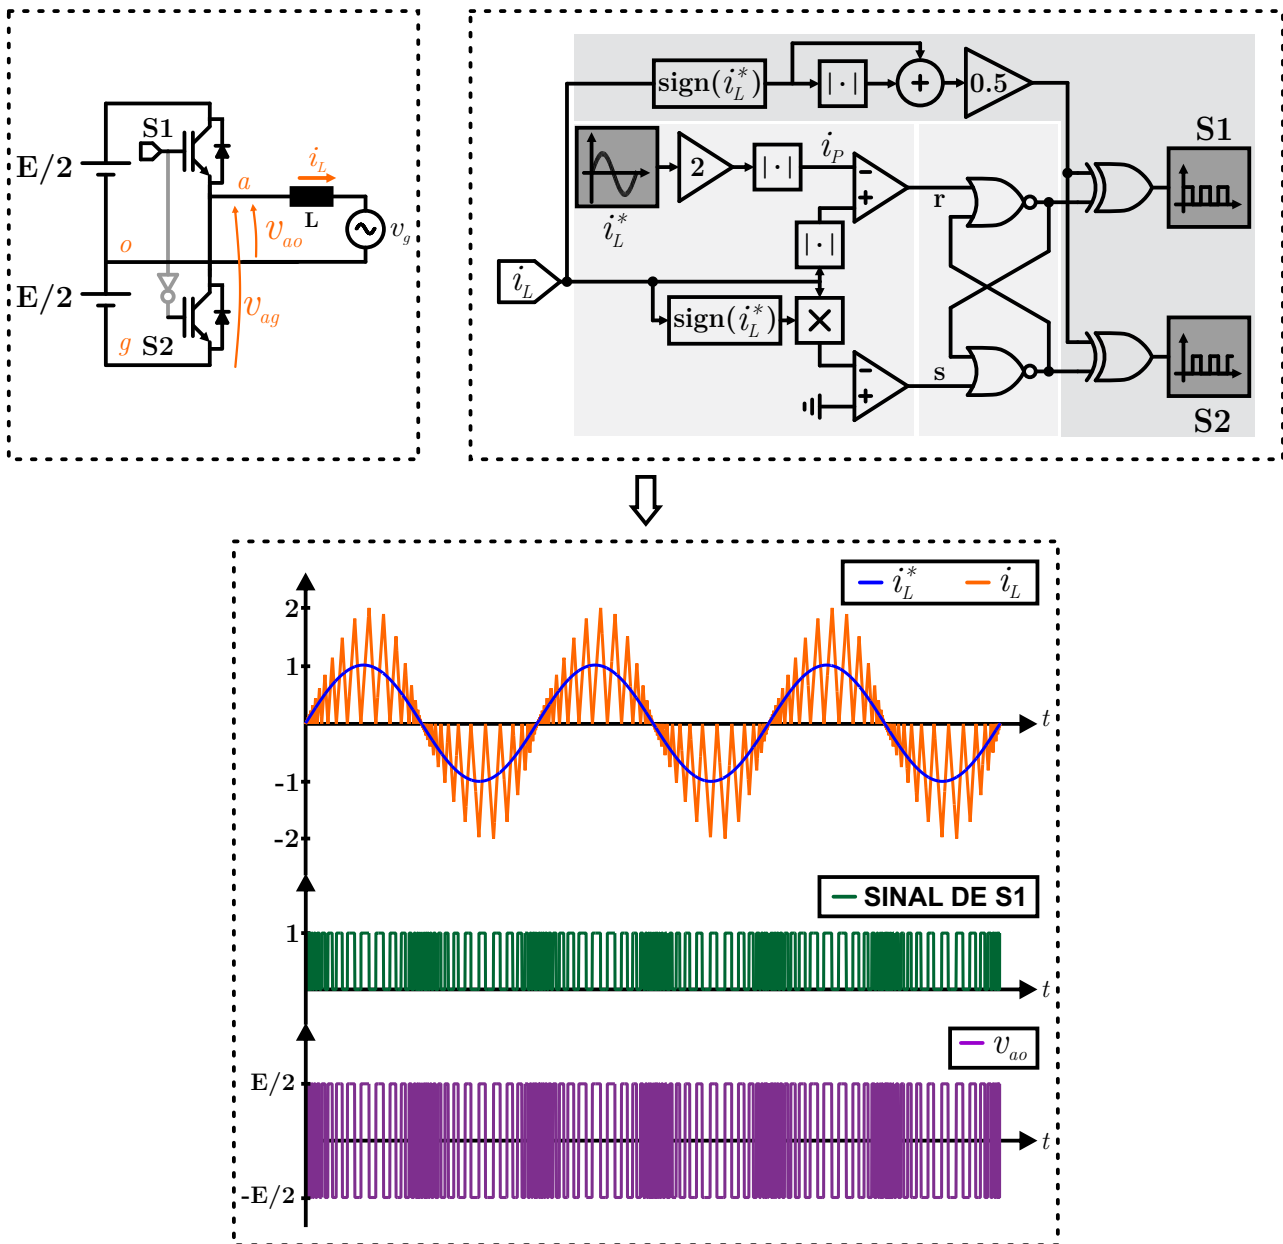 S1
E/2
i_L
a
L
v_ao
v_g
o
E/2
v_ag
S2
g
sign(i_L^*)
|·|
+
0.5
S1
i_L^*
2
|·|
i_P
−
+
r
|·|
i_L
sign(i_L^*)
×
−
+
s
S2
i_L^* i_L
2
1
-1
-2
t
SINAL DE S1
1
t
v_ao
E/2
t
-E/2